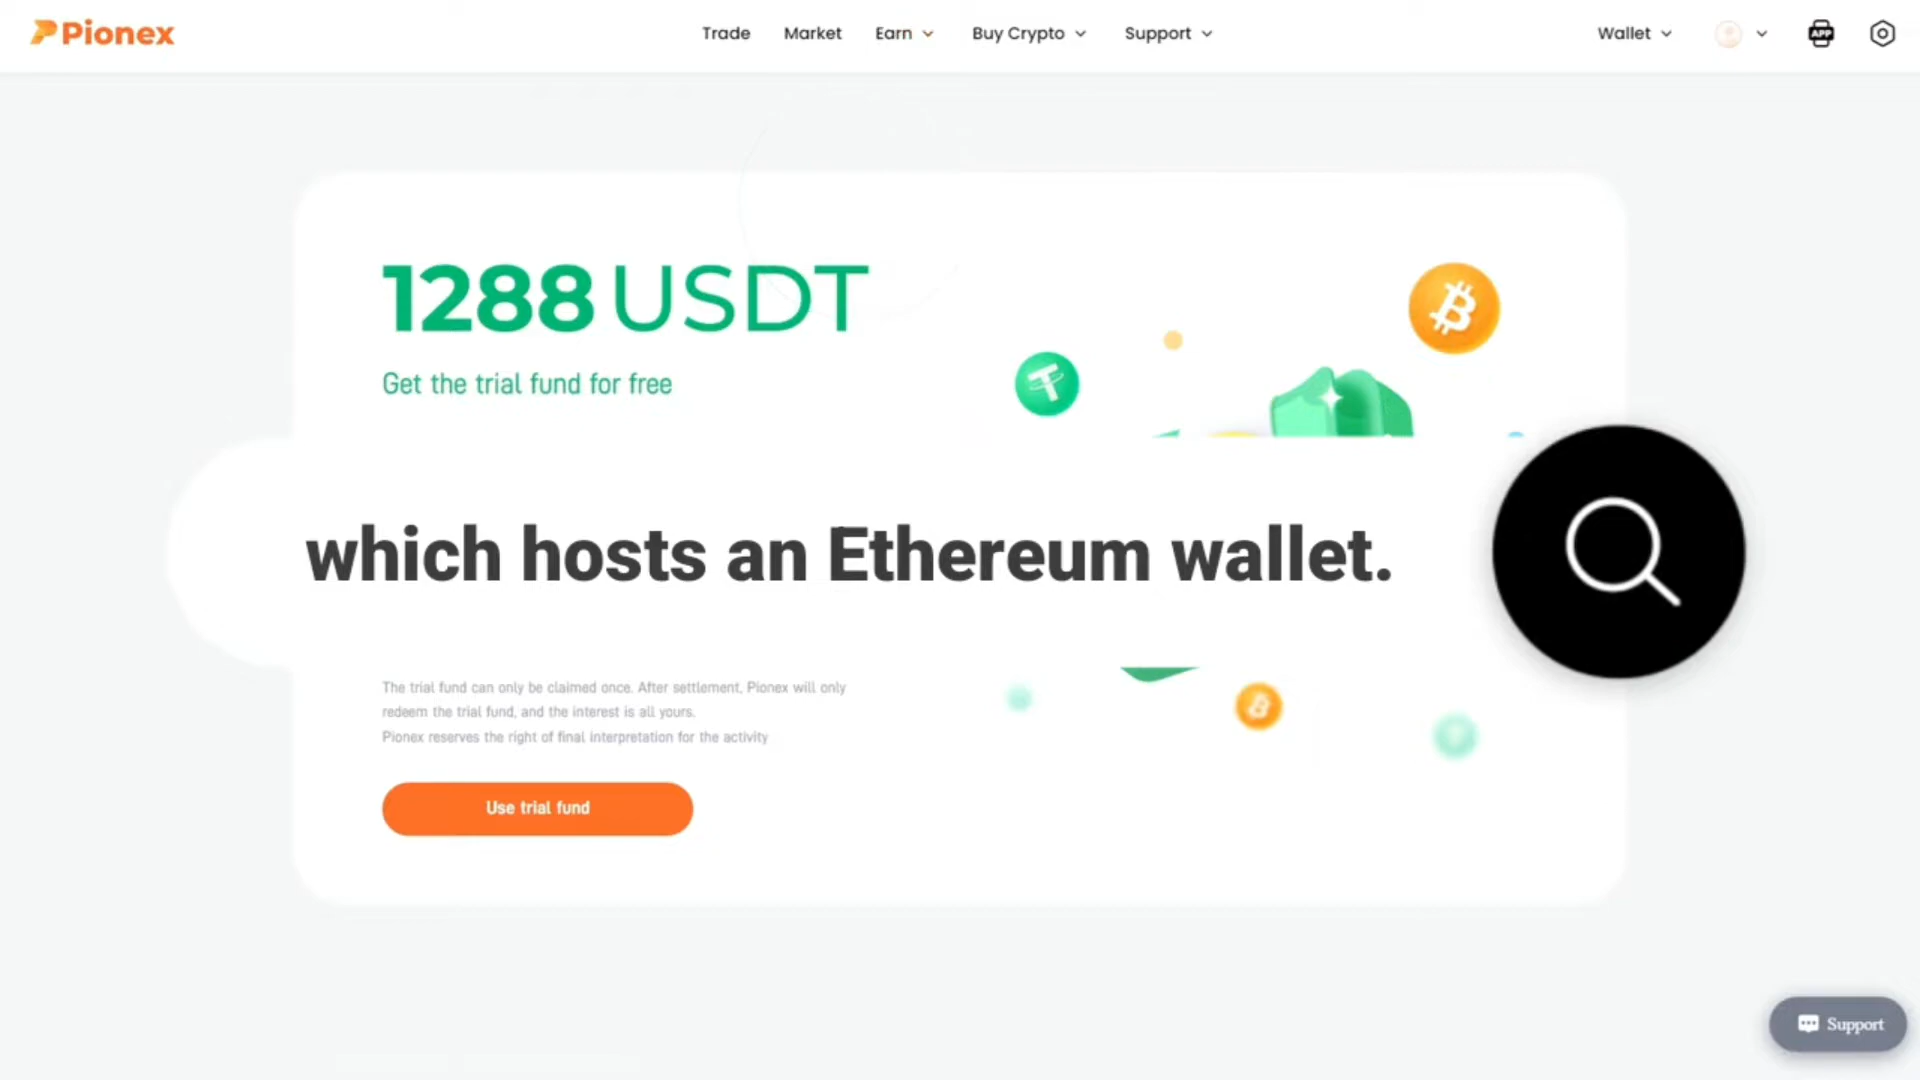 Pionex
Trade Market Earn Buy Crypto Support Wallet APP
1288 USDT
Get the trial fund for free
which hosts an Ethereum wallet.
The trial fund can only be claimed once. After settlement, Pionex will only
redeem the trial fund, and the interest is all yours.
Pionex reserves the right of final interpretation for the activity
Use trial fund
Support